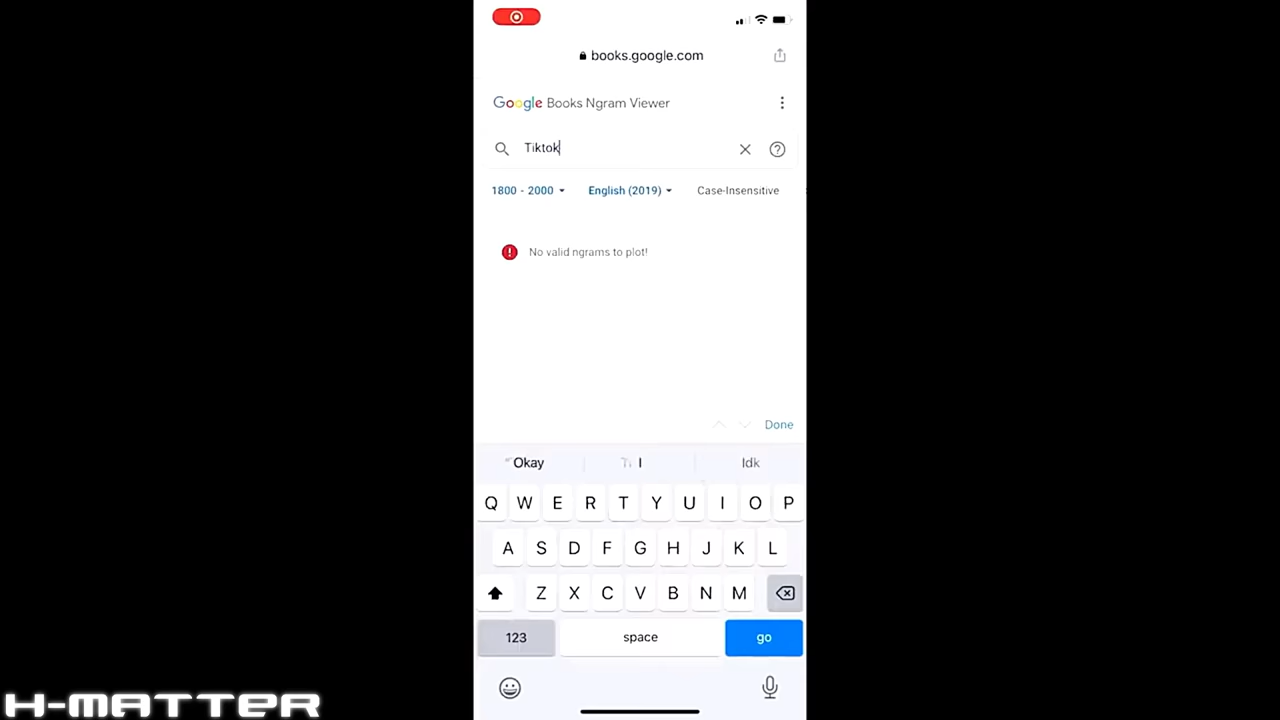 books.google.com
Google Books Ngram Viewer
Tiktok
1800 - 2000 English (2019) Case-Insensitive
No valid ngrams to plot!
Done
Okay I Idk
Q W E R T Y U I O P
A S D F G H J K L
Z X C V B N M
123 space go
H-MATTER